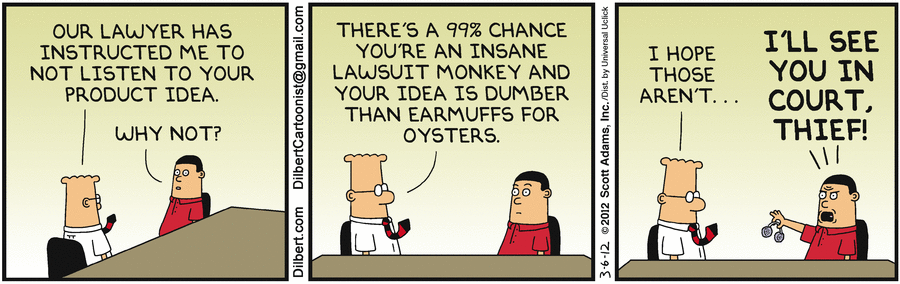 OUR LAWYER HAS
INSTRUCTED ME TO
NOT LISTEN TO YOUR
PRODUCT IDEA.
WHY NOT?
DilbertCartoonist@gmail.com
Dilbert.com
THERE'S A 99% CHANCE
YOU'RE AN INSANE
LAWSUIT MONKEY AND
YOUR IDEA IS DUMBER
THAN EARMUFFS FOR
OYSTERS.
3-6-12 ©2012 Scott Adams, Inc./Dist. by Universal Uclick
I HOPE
THOSE
AREN'T...
I'LL SEE
YOU IN
COURT,
THIEF!